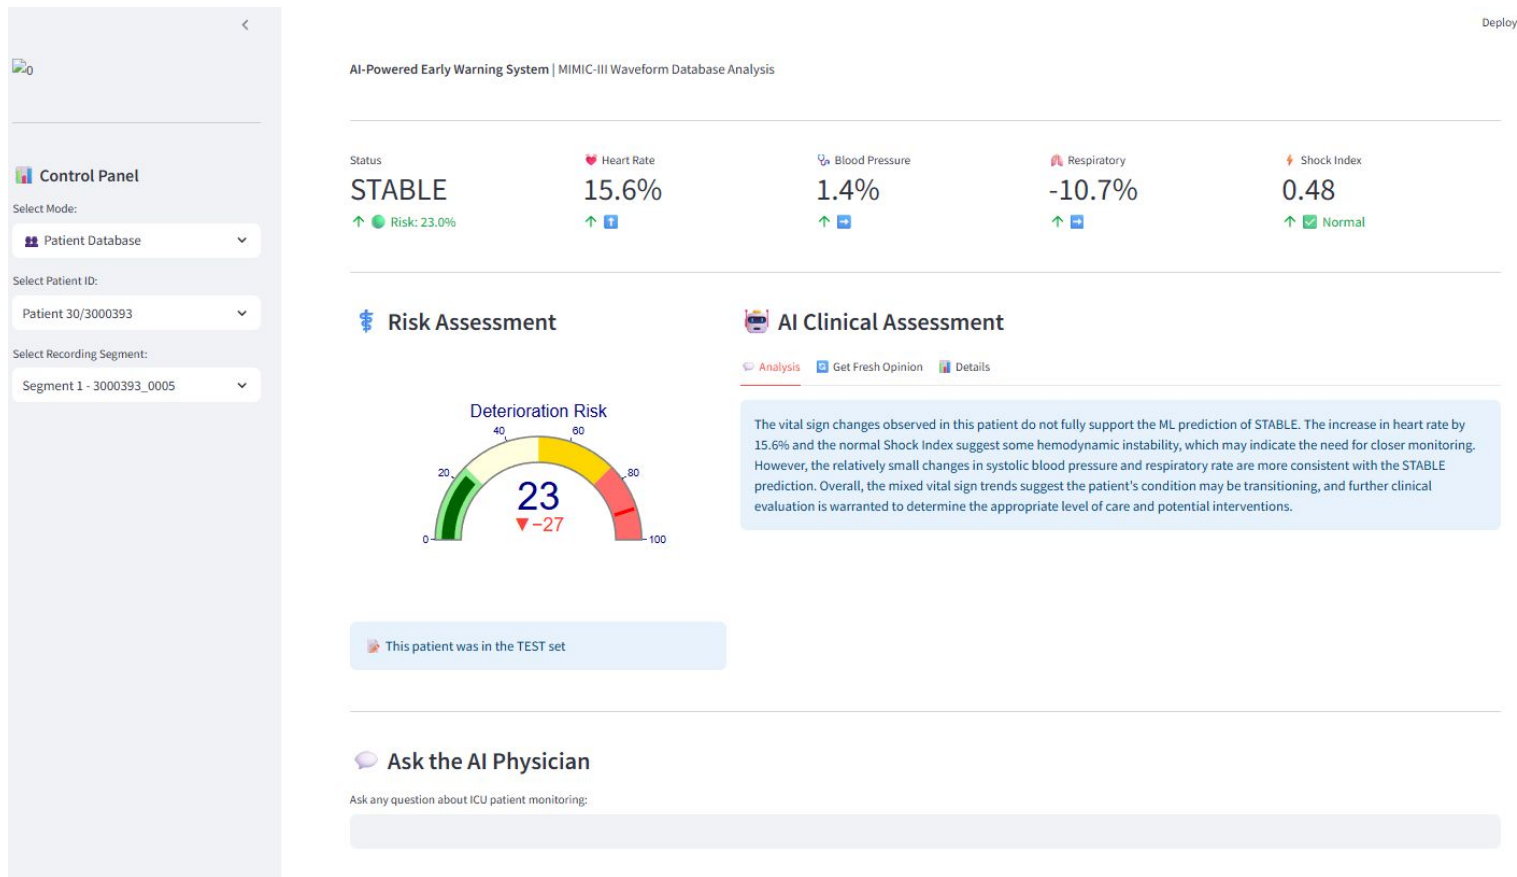 Deploy
0
AI-Powered Early Warning System | MIMIC-III Waveform Database Analysis
Control Panel
Select Mode:
Patient Database
Select Patient ID:
Patient 30/3000393
Select Recording Segment:
Segment 1 - 3000393_0005
Status
STABLE
Risk: 23.0%
Heart Rate
15.6%
Blood Pressure
1.4%
Respiratory
-10.7%
Shock Index
0.48
Normal
Risk Assessment
Deterioration Risk
0
20
40
60
80
100
23
▼−27
This patient was in the TEST set
AI Clinical Assessment
Analysis
Get Fresh Opinion
Details
The vital sign changes observed in this patient do not fully support the ML prediction of STABLE. The increase in heart rate by
15.6% and the normal Shock Index suggest some hemodynamic instability, which may indicate the need for closer monitoring.
However, the relatively small changes in systolic blood pressure and respiratory rate are more consistent with the STABLE
prediction. Overall, the mixed vital sign trends suggest the patient's condition may be transitioning, and further clinical
evaluation is warranted to determine the appropriate level of care and potential interventions.
Ask the AI Physician
Ask any question about ICU patient monitoring: